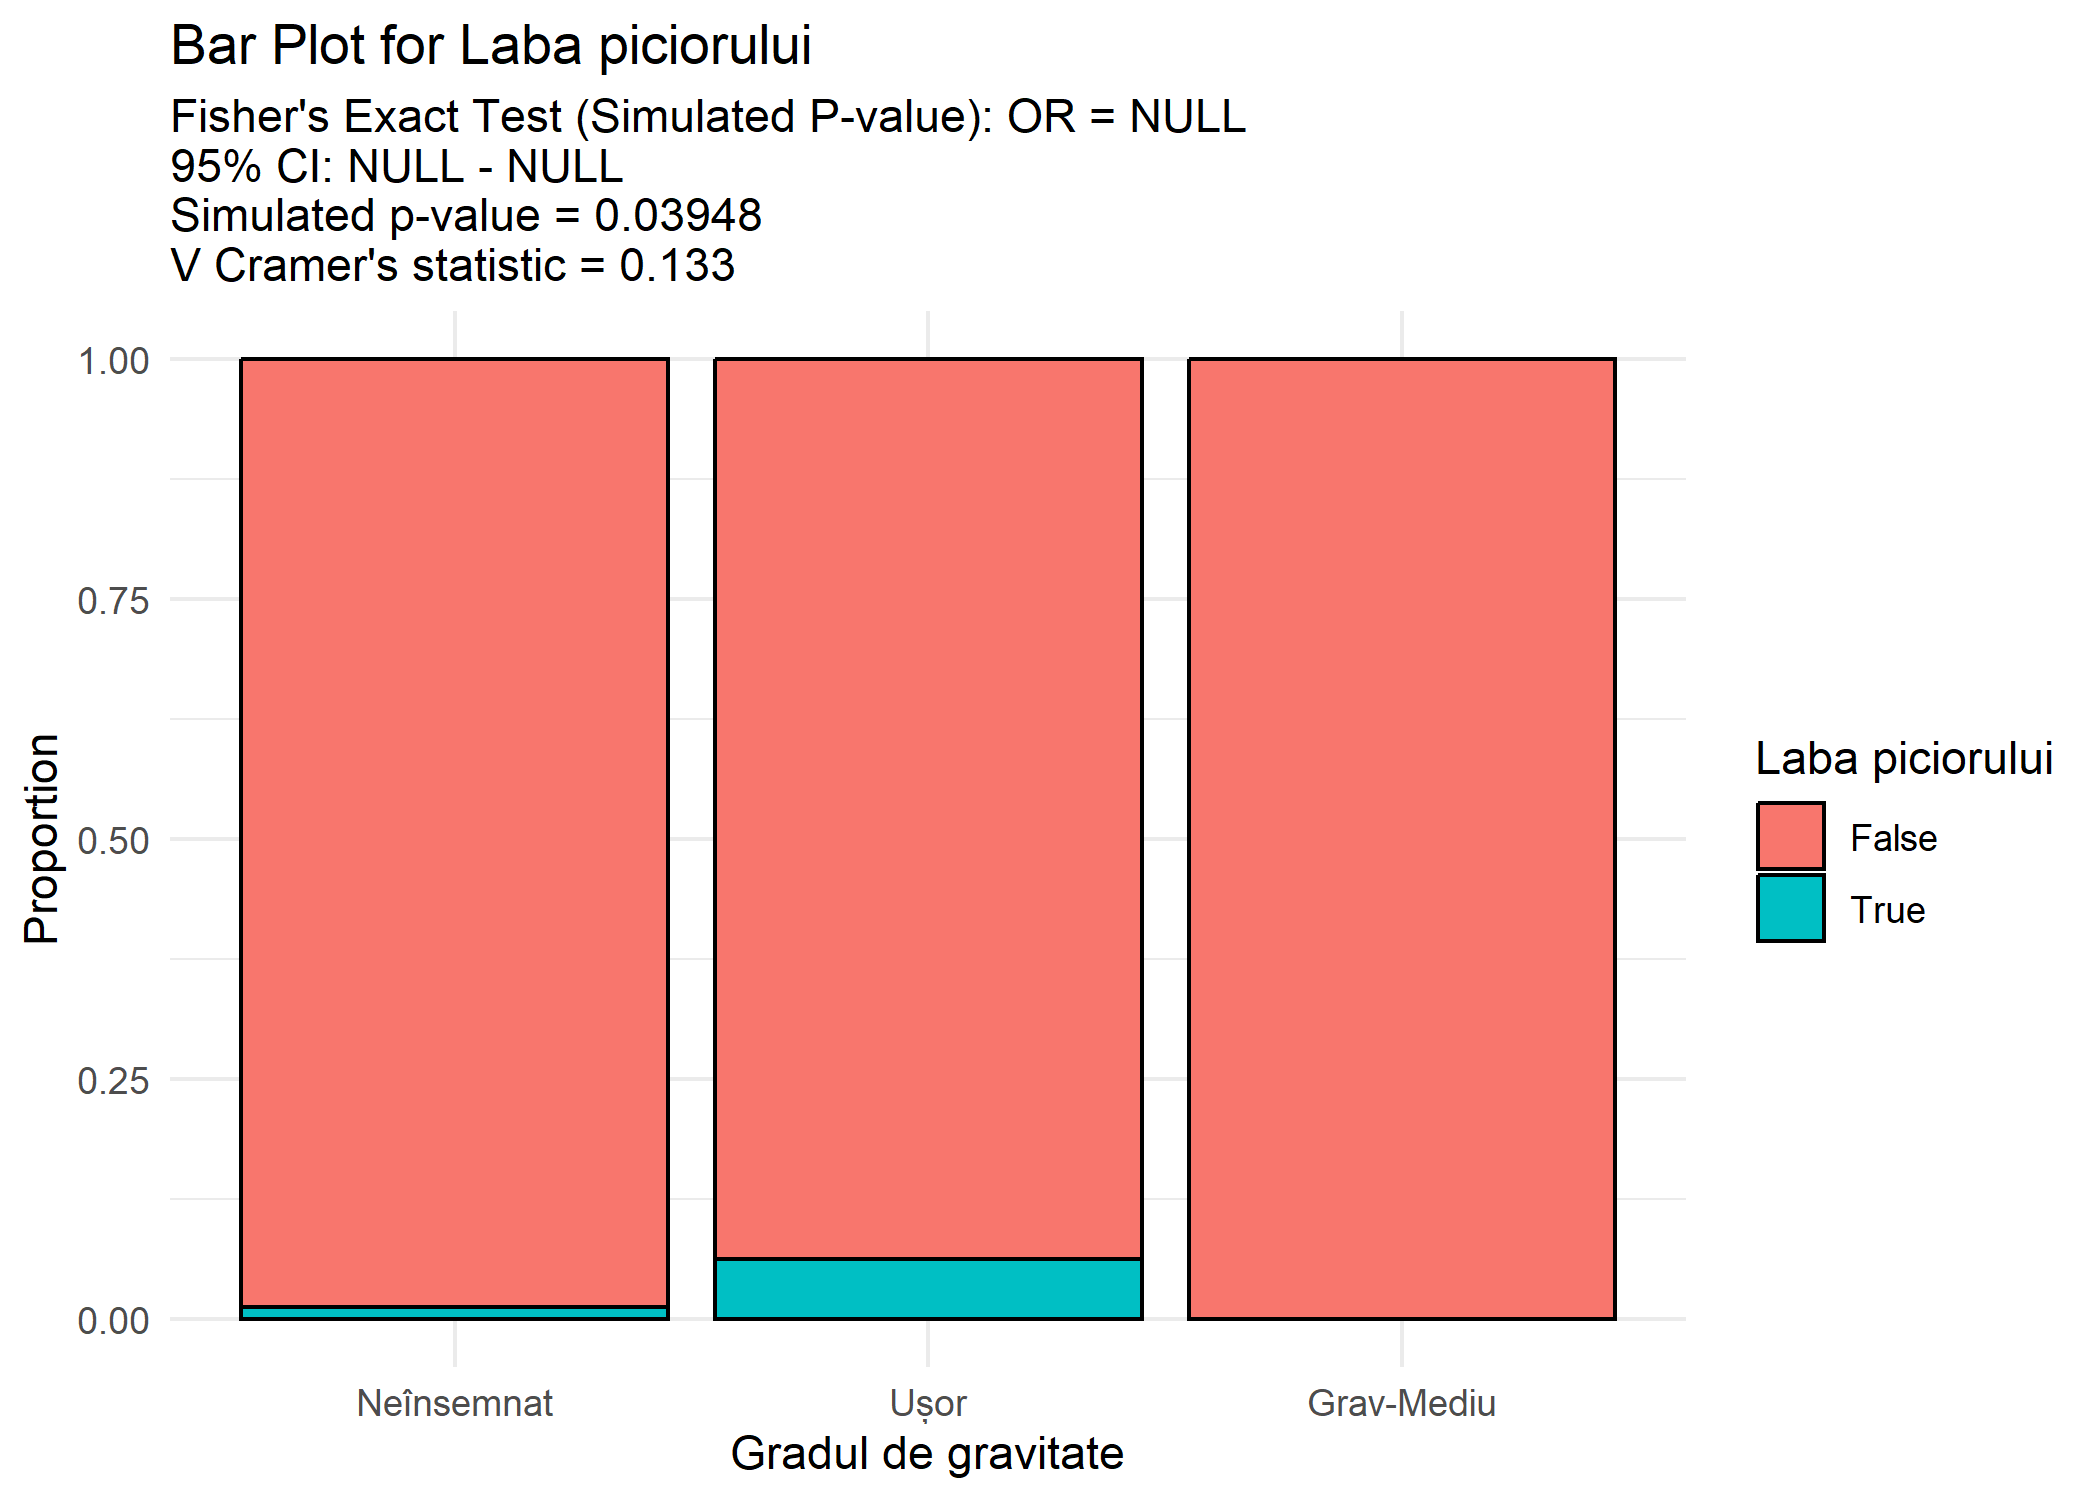 Bar Plot for Laba piciorului
Fisher's Exact Test (Simulated P-value): OR = NULL
95% CI: NULL - NULL
Simulated p-value = 0.03948
V Cramer's statistic = 0.133
1.00
0.75
0.50
0.25
0.00
Proportion
Neînsemnat
Ușor
Grav-Mediu
Gradul de gravitate
Laba piciorului
False
True